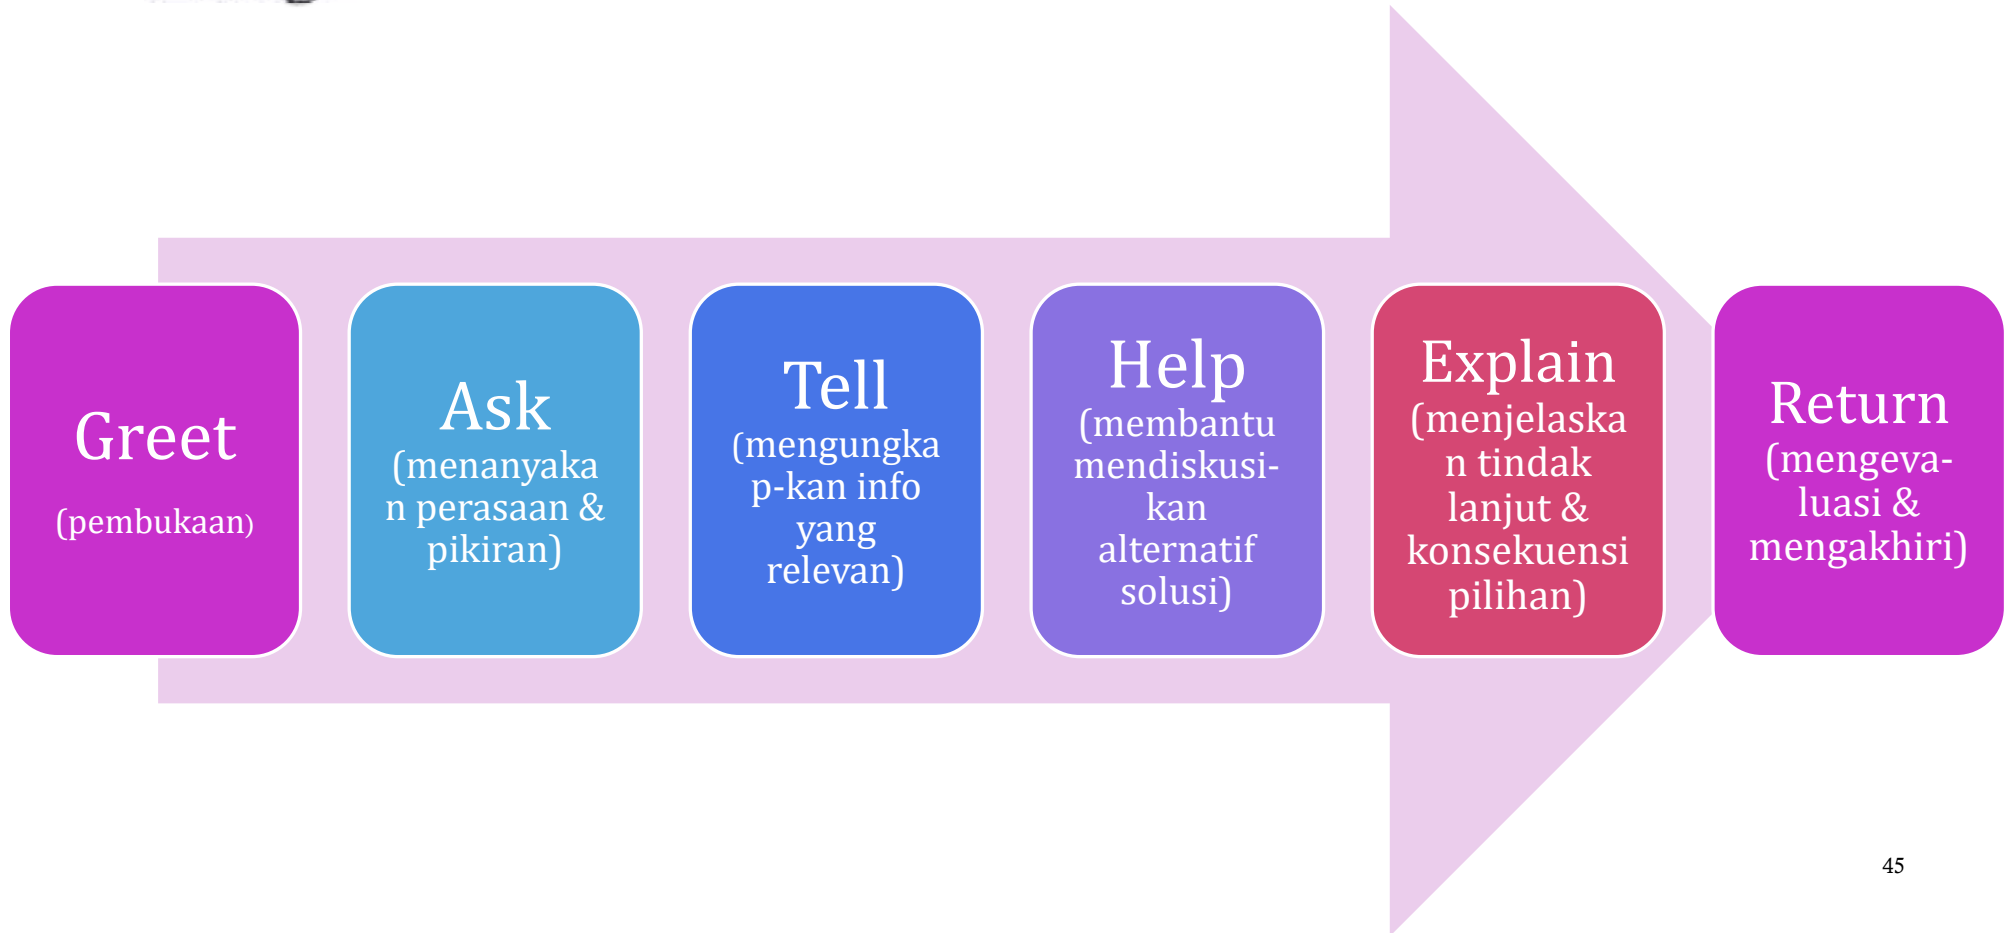 Greet
(pembukaan)
Ask
(menanyaka
n perasaan &
pikiran)
Tell
(mengungka
p-kan info
yang
relevan)
Help
(membantu
mendiskusi-
kan
alternatif
solusi)
Explain
(menjelaska
n tindak
lanjut &
konsekuensi
pilihan)
Return
(mengeva-
luasi &
mengakhiri)
45